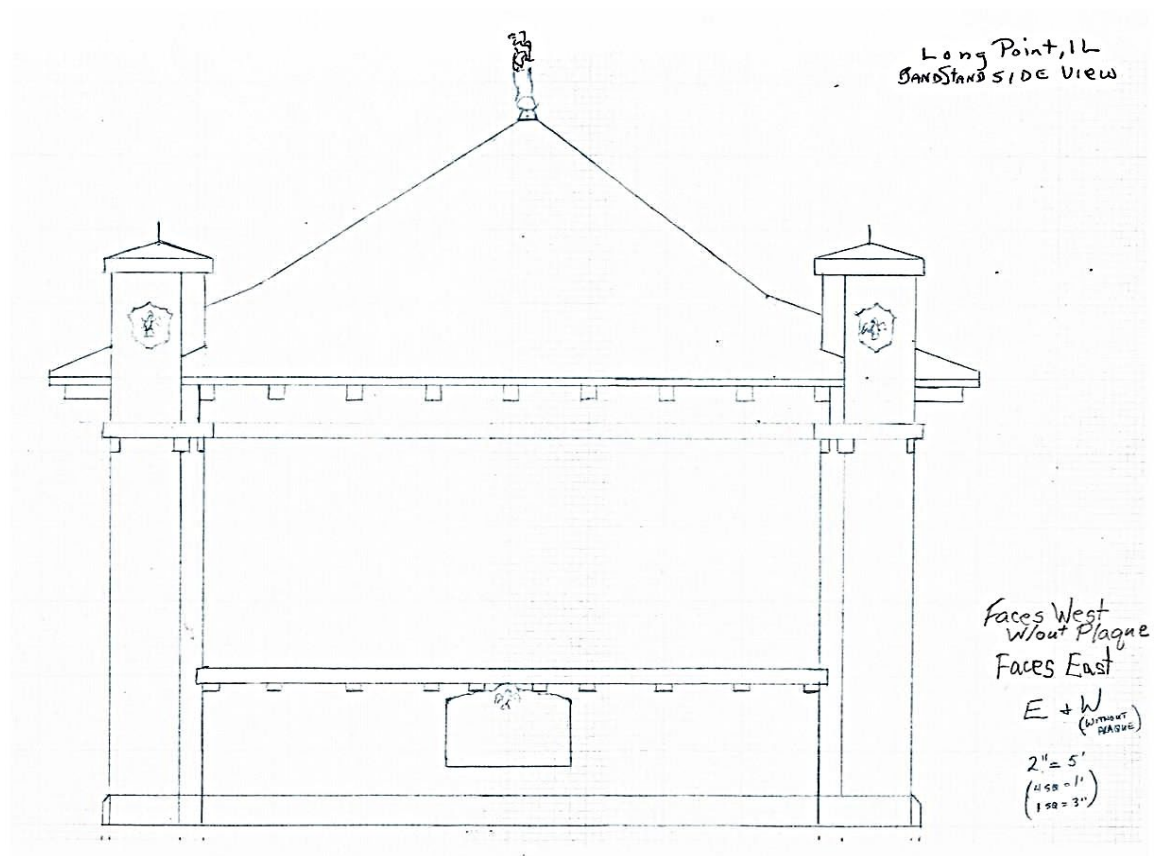 Long Point, IL
BANDSTAND SIDE VIEW
Faces West
W/out Plaque
Faces East
E + W
(WITHOUT
PLAQUE)
2" = 5'
(4 SQ = 1'
1 SQ = 3")